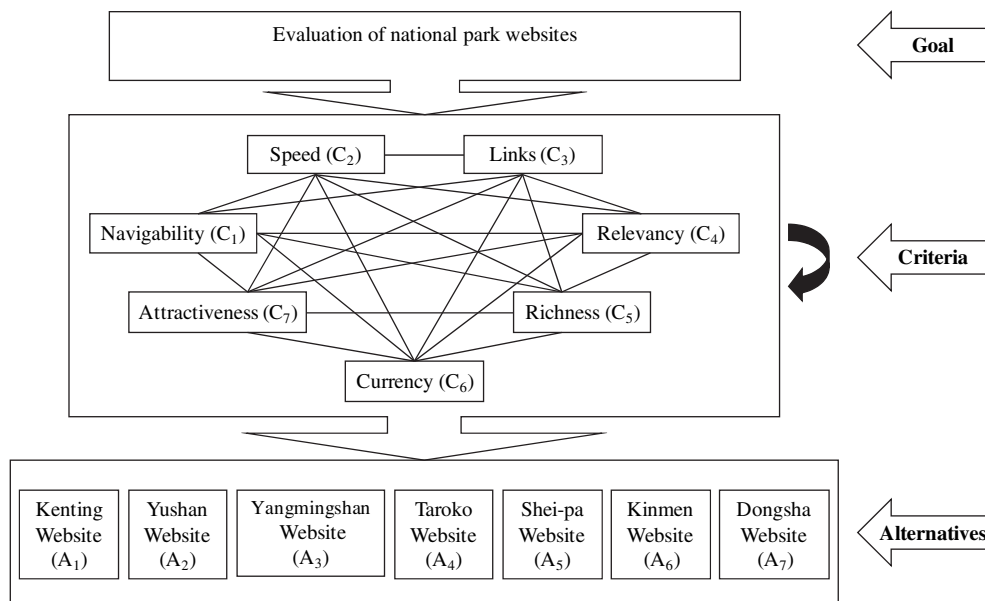 Evaluation of national park websites
Goal
Speed (C₂)
Links (C₃)
Navigability (C₁)
Relevancy (C₄)
Criteria
Attractiveness (C₇)
Richness (C₅)
Currency (C₆)
Kenting
Website
(A₁)
Yushan
Website
(A₂)
Yangmingshan
Website
(A₃)
Taroko
Website
(A₄)
Shei-pa
Website
(A₅)
Kinmen
Website
(A₆)
Dongsha
Website
(A₇)
Alternatives